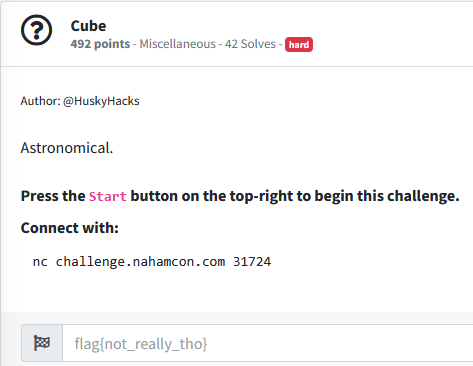 Cube
492 points - Miscellaneous - 42 Solves - hard
Author: @HuskyHacks
Astronomical.
Press the Start button on the top-right to begin this challenge.
Connect with:
nc challenge.nahamcon.com 31724
flag{not_really_tho}